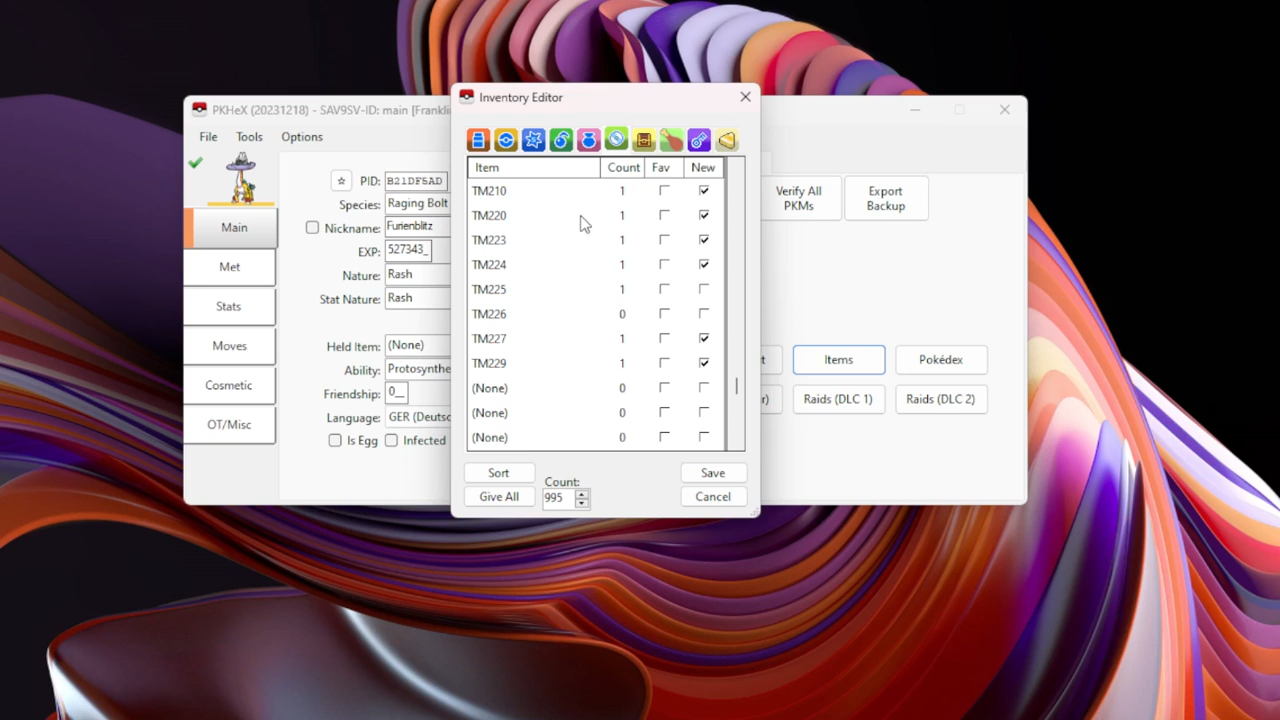 PKHeX (20231218) - SAV9SV-ID: main [Frankli
File Tools Options
PID: B21DF5AD
Species: Raging Bolt
Nickname: Furienblitz
EXP: 527343_
Nature: Rash
Stat Nature: Rash
Held Item: (None)
Ability: Protosynthe
Friendship: 0__
Language: GER (Deutsc
Is Egg Infected
Main
Met
Stats
Moves
Cosmetic
OT/Misc
Inventory Editor
Item Count Fav New
TM210 1
TM220 1
TM223 1
TM224 1
TM225 1
TM226 0
TM227 1
TM229 1
(None) 0
(None) 0
(None) 0
Sort
Give All
Count:
995
Save
Cancel
Verify All
PKMs
Export
Backup
Items
Pokédex
Raids (DLC 1)
Raids (DLC 2)